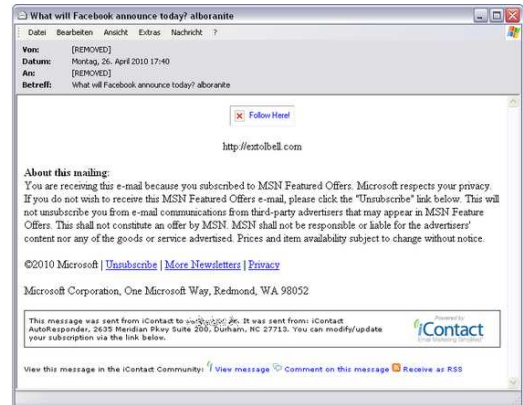 What will Facebook announce today? alboranite
Datei Bearbeiten Ansicht Extras Nachricht ?
Von: [REMOVED]
Datum: Montag, 26. April 2010 17:40
An: [REMOVED]
Betreff: What will Facebook announce today? alboranite
Follow Here!
http://extolbell.com
About this mailing:
You are receiving this e-mail because you subscribed to MSN Featured Offers. Microsoft respects your privacy.
If you do not wish to receive this MSN Featured Offers e-mail, please click the "Unsubscribe" link below. This will
not unsubscribe you from e-mail communications from third-party advertisers that may appear in MSN Feature
Offers. This shall not constitute an offer by MSN. MSN shall not be responsible or liable for the advertisers'
content nor any of the goods or service advertised. Prices and item availability subject to change without notice.
©2010 Microsoft | Unsubscribe | More Newsletters | Privacy
Microsoft Corporation, One Microsoft Way, Redmond, WA 98052
This message was sent from iContact to It was sent from: iContact
AutoResponder, 2635 Meridian Pkwy Suite 200, Durham, NC 27713. You can modify/update
your subscription via the link below.
Powered by
iContact
Email Marketing Simplified
View this message in the iContact Community: View message Comment on this message Receive as RSS